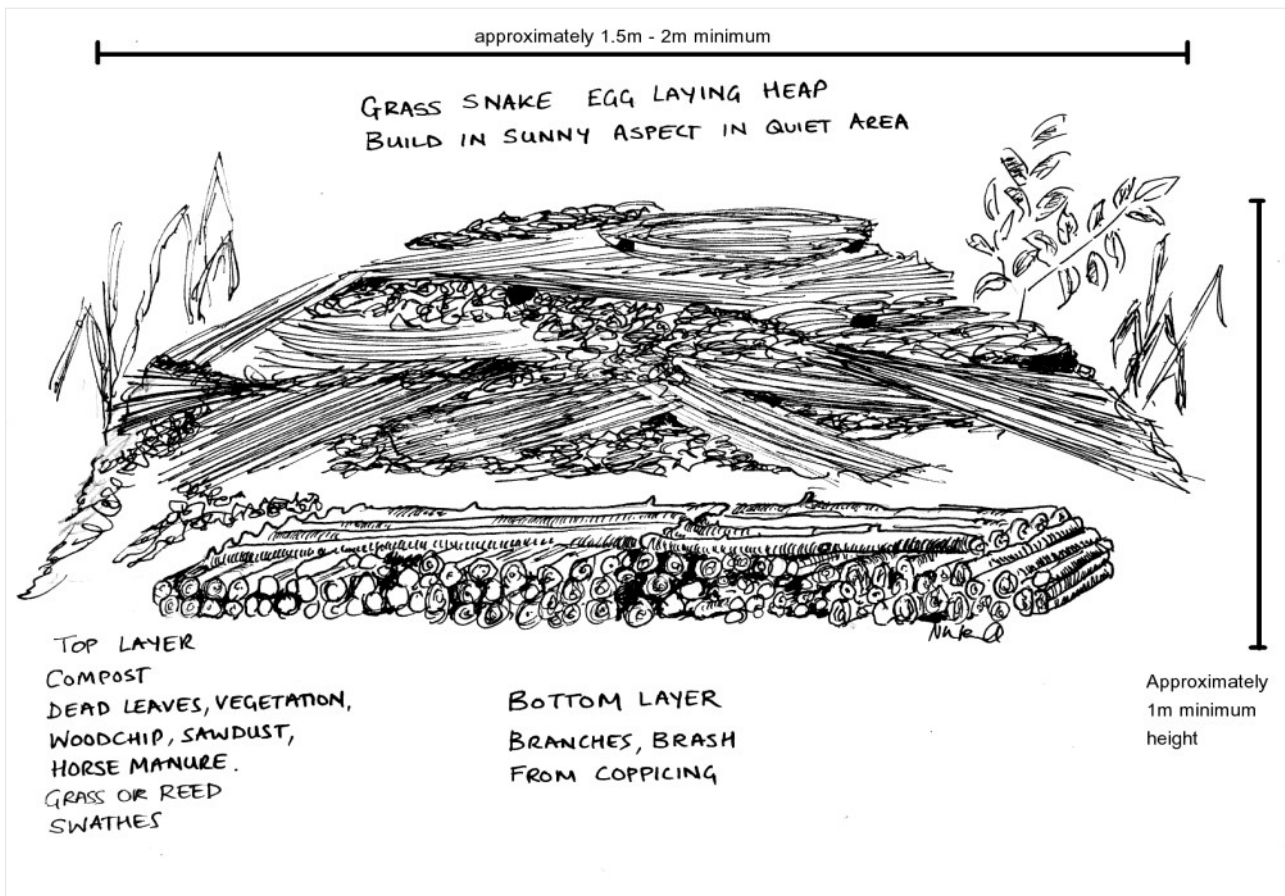 approximately 1.5m - 2m minimum
GRASS SNAKE EGG LAYING HEAP
BUILD IN SUNNY ASPECT IN QUIET AREA
TOP LAYER
COMPOST
DEAD LEAVES, VEGETATION,
WOODCHIP, SAWDUST,
HORSE MANURE.
GRASS OR REED
SWATHES
BOTTOM LAYER
BRANCHES, BRASH
FROM COPPICING
Approximately
1m minimum
height